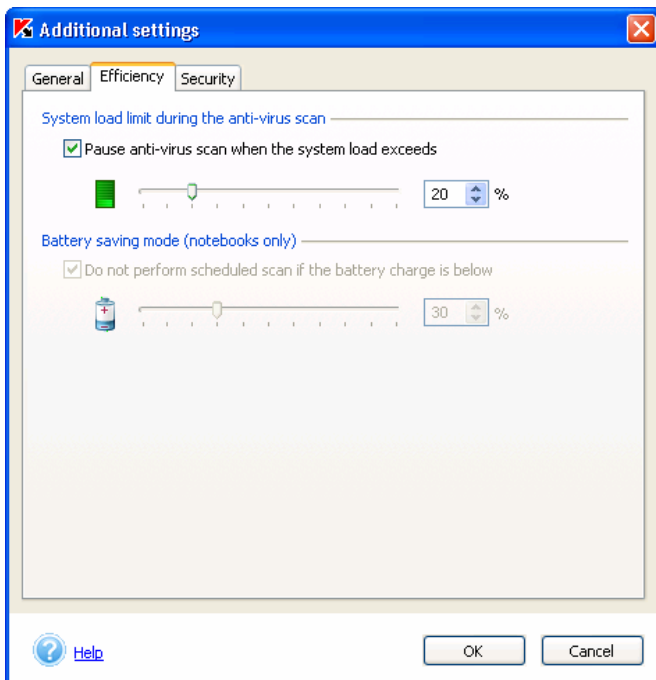 Additional settings
General Efficiency Security
System load limit during the anti-virus scan
Pause anti-virus scan when the system load exceeds
20 %
Battery saving mode (notebooks only)
Do not perform scheduled scan if the battery charge is below
30 %
Help OK Cancel